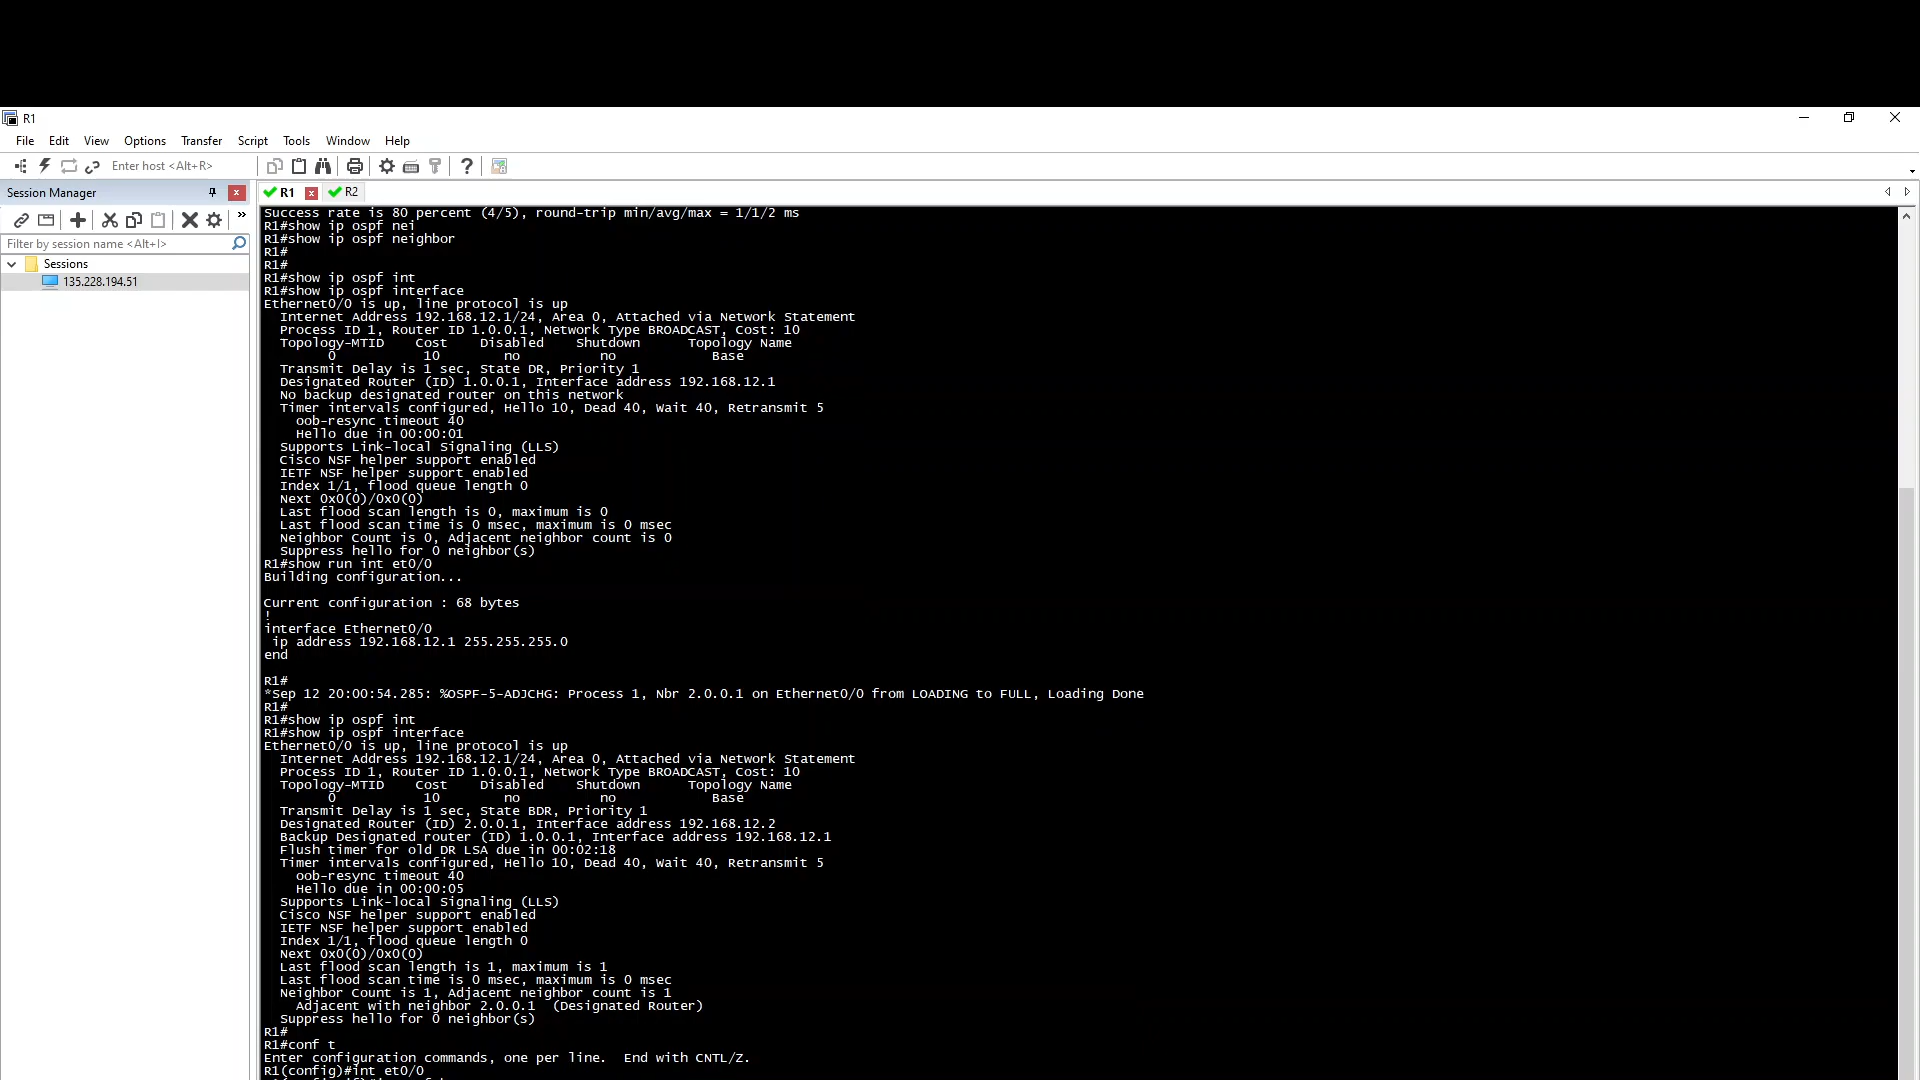 R1
File Edit View Options Transfer Script Tools Window Help
Enter host <Alt+R>
Session Manager
R1 R2
Filter by session name <Alt+I>
Sessions
135.228.194.51
Success rate is 80 percent (4/5), round-trip min/avg/max = 1/1/2 ms
R1#show ip ospf nei
R1#show ip ospf neighbor
R1#
R1#
R1#show ip ospf int
R1#show ip ospf interface
Ethernet0/0 is up, line protocol is up
Internet Address 192.168.12.1/24, Area 0, Attached via Network Statement
Process ID 1, Router ID 1.0.0.1, Network Type BROADCAST, Cost: 10
Topology-MTID Cost Disabled Shutdown Topology Name
0 10 no no Base
Transmit Delay is 1 sec, State DR, Priority 1
Designated Router (ID) 1.0.0.1, Interface address 192.168.12.1
No backup designated router on this network
Timer intervals configured, Hello 10, Dead 40, Wait 40, Retransmit 5
oob-resync timeout 40
Hello due in 00:00:01
Supports Link-local Signaling (LLS)
Cisco NSF helper support enabled
IETF NSF helper support enabled
Index 1/1, flood queue length 0
Next 0x0(0)/0x0(0)
Last flood scan length is 0, maximum is 0
Last flood scan time is 0 msec, maximum is 0 msec
Neighbor Count is 0, Adjacent neighbor count is 0
Suppress hello for 0 neighbor(s)
R1#show run int et0/0
Building configuration...
Current configuration : 68 bytes
!
interface Ethernet0/0
ip address 192.168.12.1 255.255.255.0
end
R1#
*Sep 12 20:00:54.285: %OSPF-5-ADJCHG: Process 1, Nbr 2.0.0.1 on Ethernet0/0 from LOADING to FULL, Loading Done
R1#
R1#show ip ospf int
R1#show ip ospf interface
Ethernet0/0 is up, line protocol is up
Internet Address 192.168.12.1/24, Area 0, Attached via Network Statement
Process ID 1, Router ID 1.0.0.1, Network Type BROADCAST, Cost: 10
Topology-MTID Cost Disabled Shutdown Topology Name
0 10 no no Base
Transmit Delay is 1 sec, State BDR, Priority 1
Designated Router (ID) 2.0.0.1, Interface address 192.168.12.2
Backup Designated router (ID) 1.0.0.1, Interface address 192.168.12.1
Flush timer for old DR LSA due in 00:02:18
Timer intervals configured, Hello 10, Dead 40, Wait 40, Retransmit 5
oob-resync timeout 40
Hello due in 00:00:05
Supports Link-local Signaling (LLS)
Cisco NSF helper support enabled
IETF NSF helper support enabled
Index 1/1, flood queue length 0
Next 0x0(0)/0x0(0)
Last flood scan length is 1, maximum is 1
Last flood scan time is 0 msec, maximum is 0 msec
Neighbor Count is 1, Adjacent neighbor count is 1
Adjacent with neighbor 2.0.0.1 (Designated Router)
Suppress hello for 0 neighbor(s)
R1#
R1#conf t
Enter configuration commands, one per line. End with CNTL/Z.
R1(config)#int et0/0